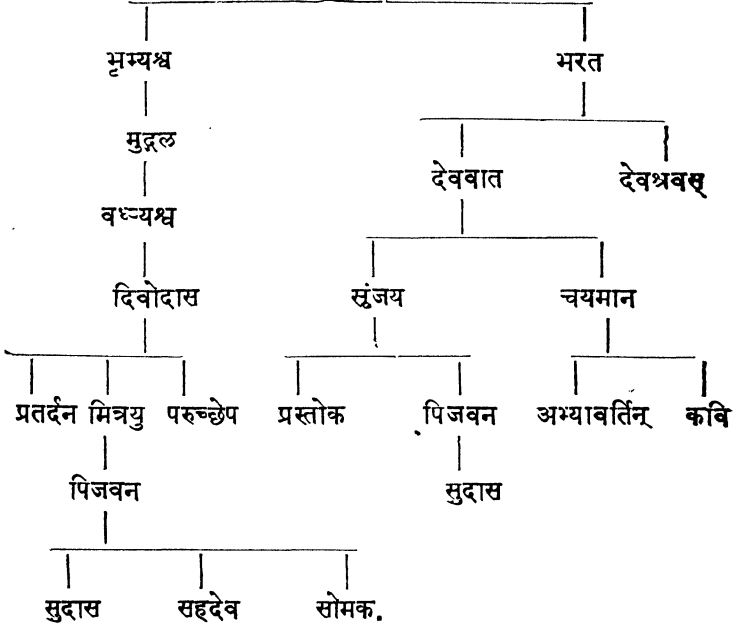 भृम्यश्व भरत
मुद्गल
देववात देवश्रवस्
वध्र्यश्व
दिवोदास सृंजय चयमान
प्रतर्दन मित्रयु परुच्छेप प्रस्तोक पिजवन अभ्यावर्तिन् कवि
पिजवन सुदास
सुदास सहदेव सोमक.